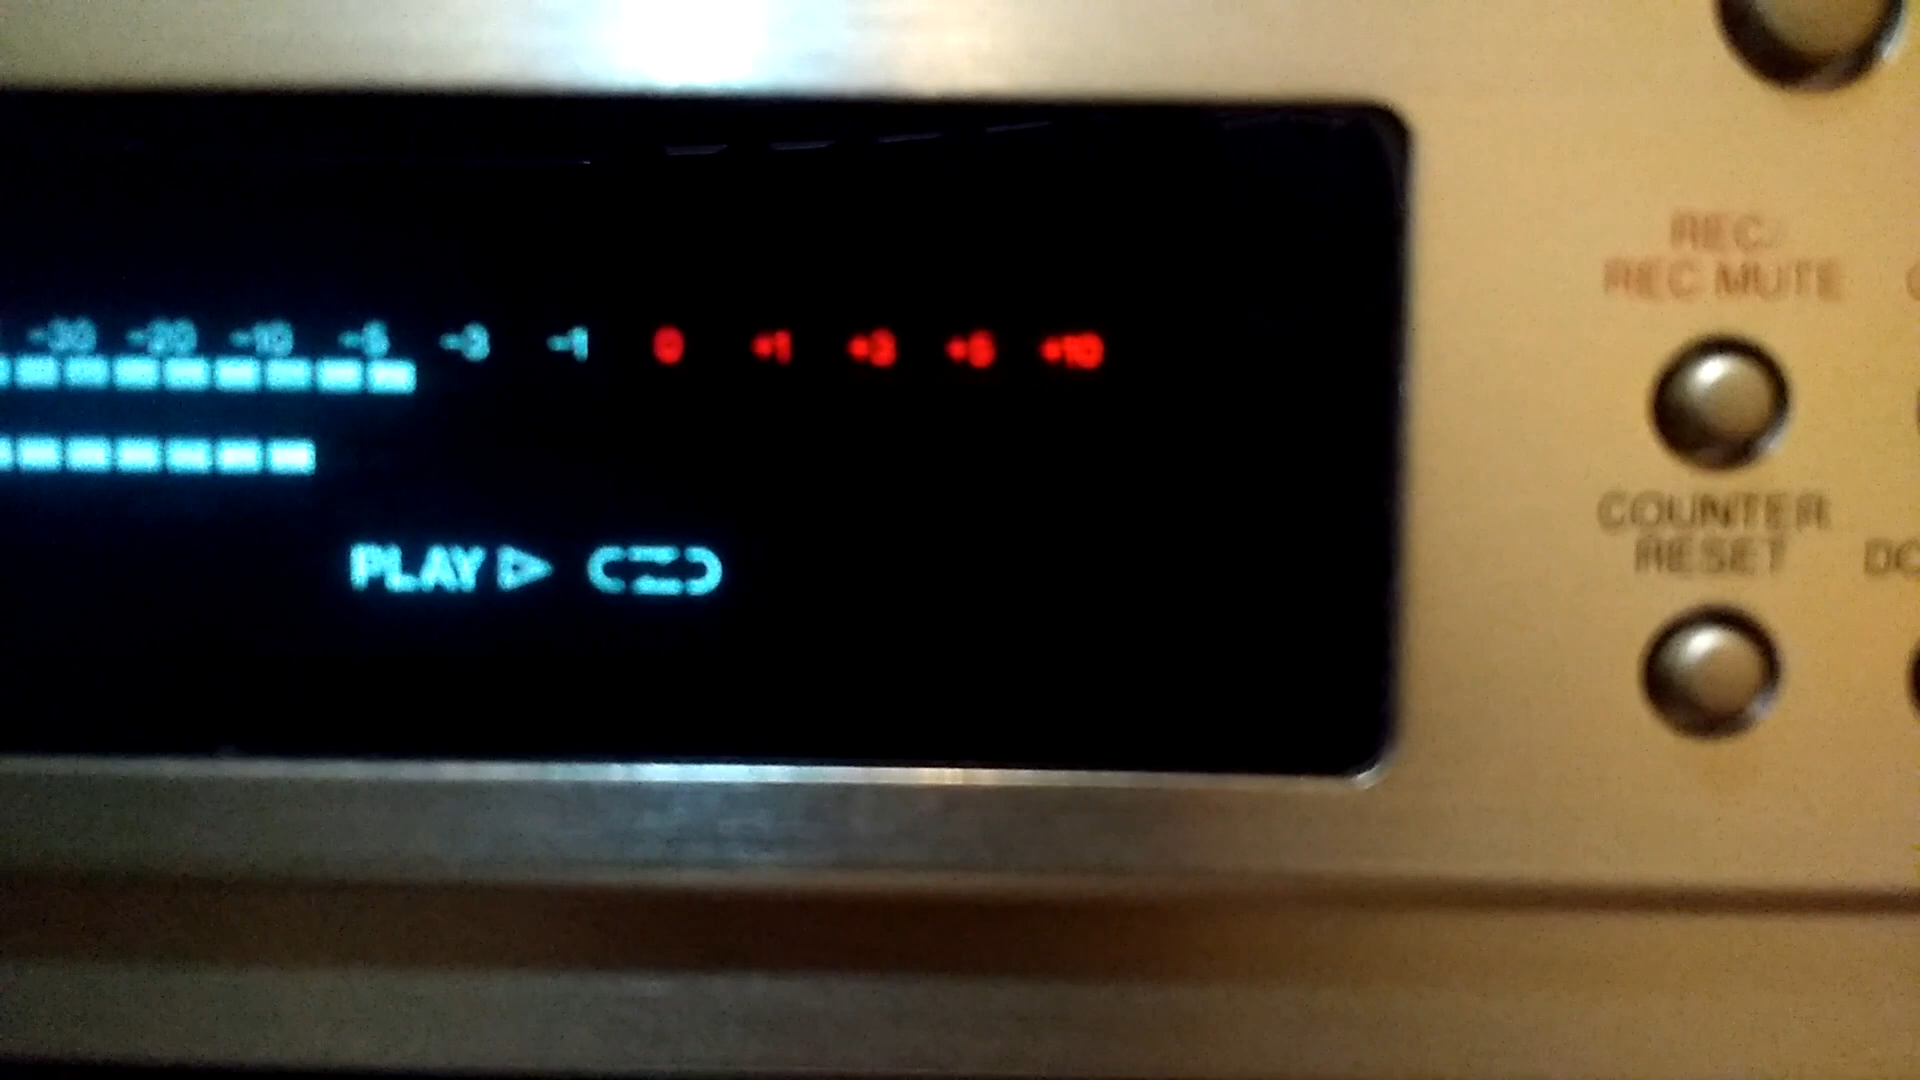 -30 -20 -10 -5 -3 -1 0 +1 +3 +5 +10
PLAY
REC/
REC MUTE
COUNTER
RESET